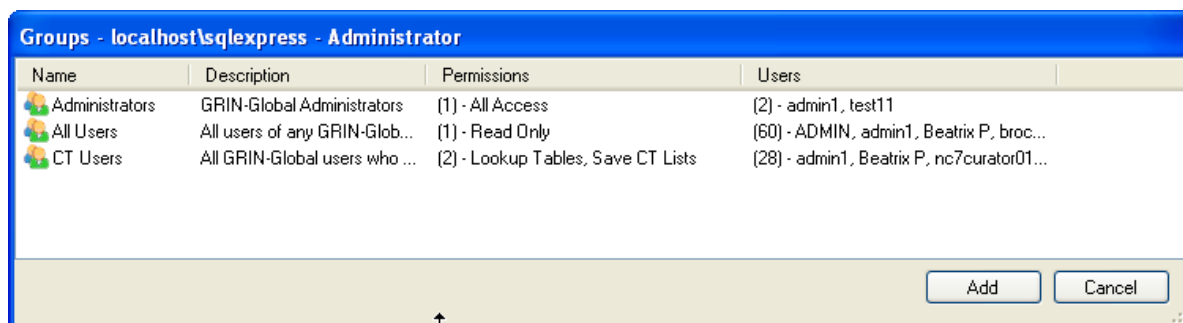 Groups - localhost\sqlexpress - Administrator
Name Description Permissions Users
Administrators GRIN-Global Administrators (1) - All Access (2) - admin1, test11
All Users All users of any GRIN-Glob... (1) - Read Only (60) - ADMIN, admin1, Beatrix P, broc...
CT Users All GRIN-Global users who ... (2) - Lookup Tables, Save CT Lists (28) - admin1, Beatrix P, nc7curator01...
Add Cancel